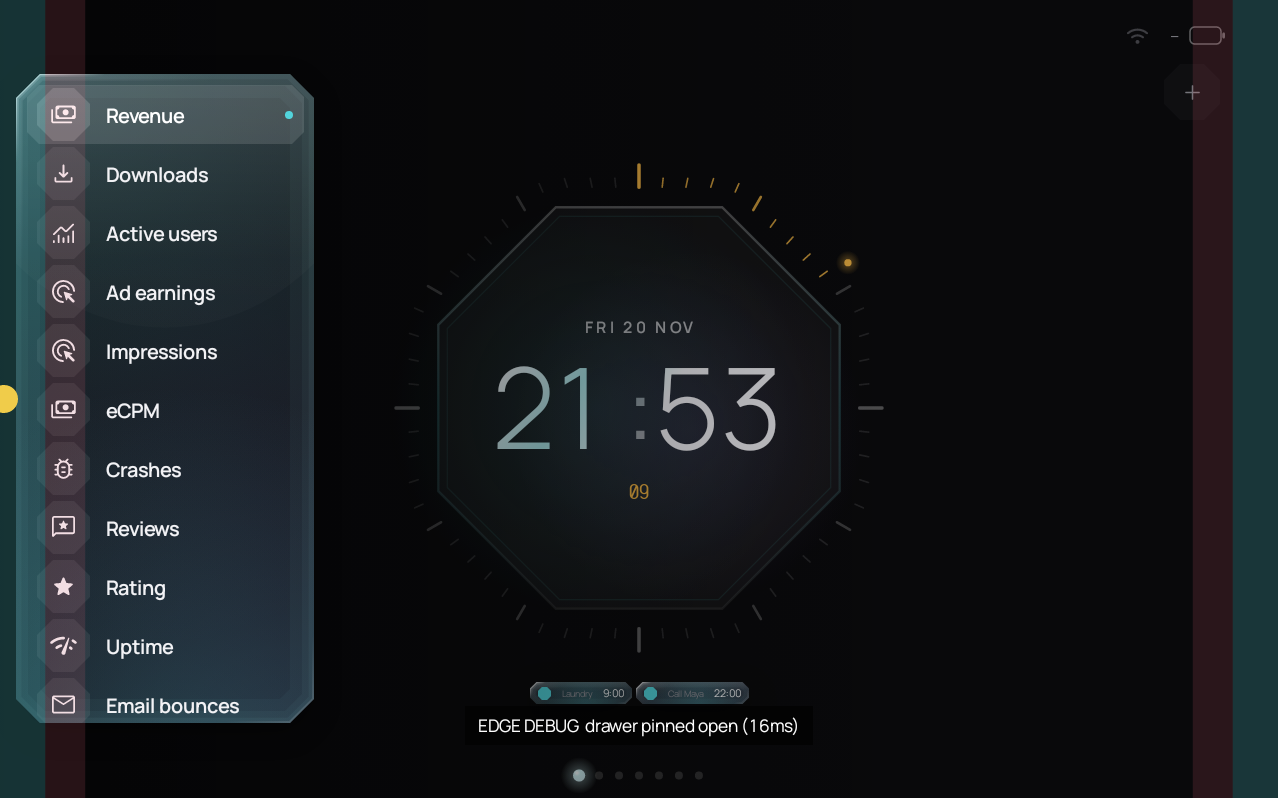 Revenue
Downloads
Active users
Ad earnings
Impressions
eCPM
Crashes
Reviews
Rating
Uptime
Email bounces
FRI 20 NOV
21 :53
09
Laundry 9:00
Call Maya 22:00
EDGE DEBUG drawer pinned open (16ms)